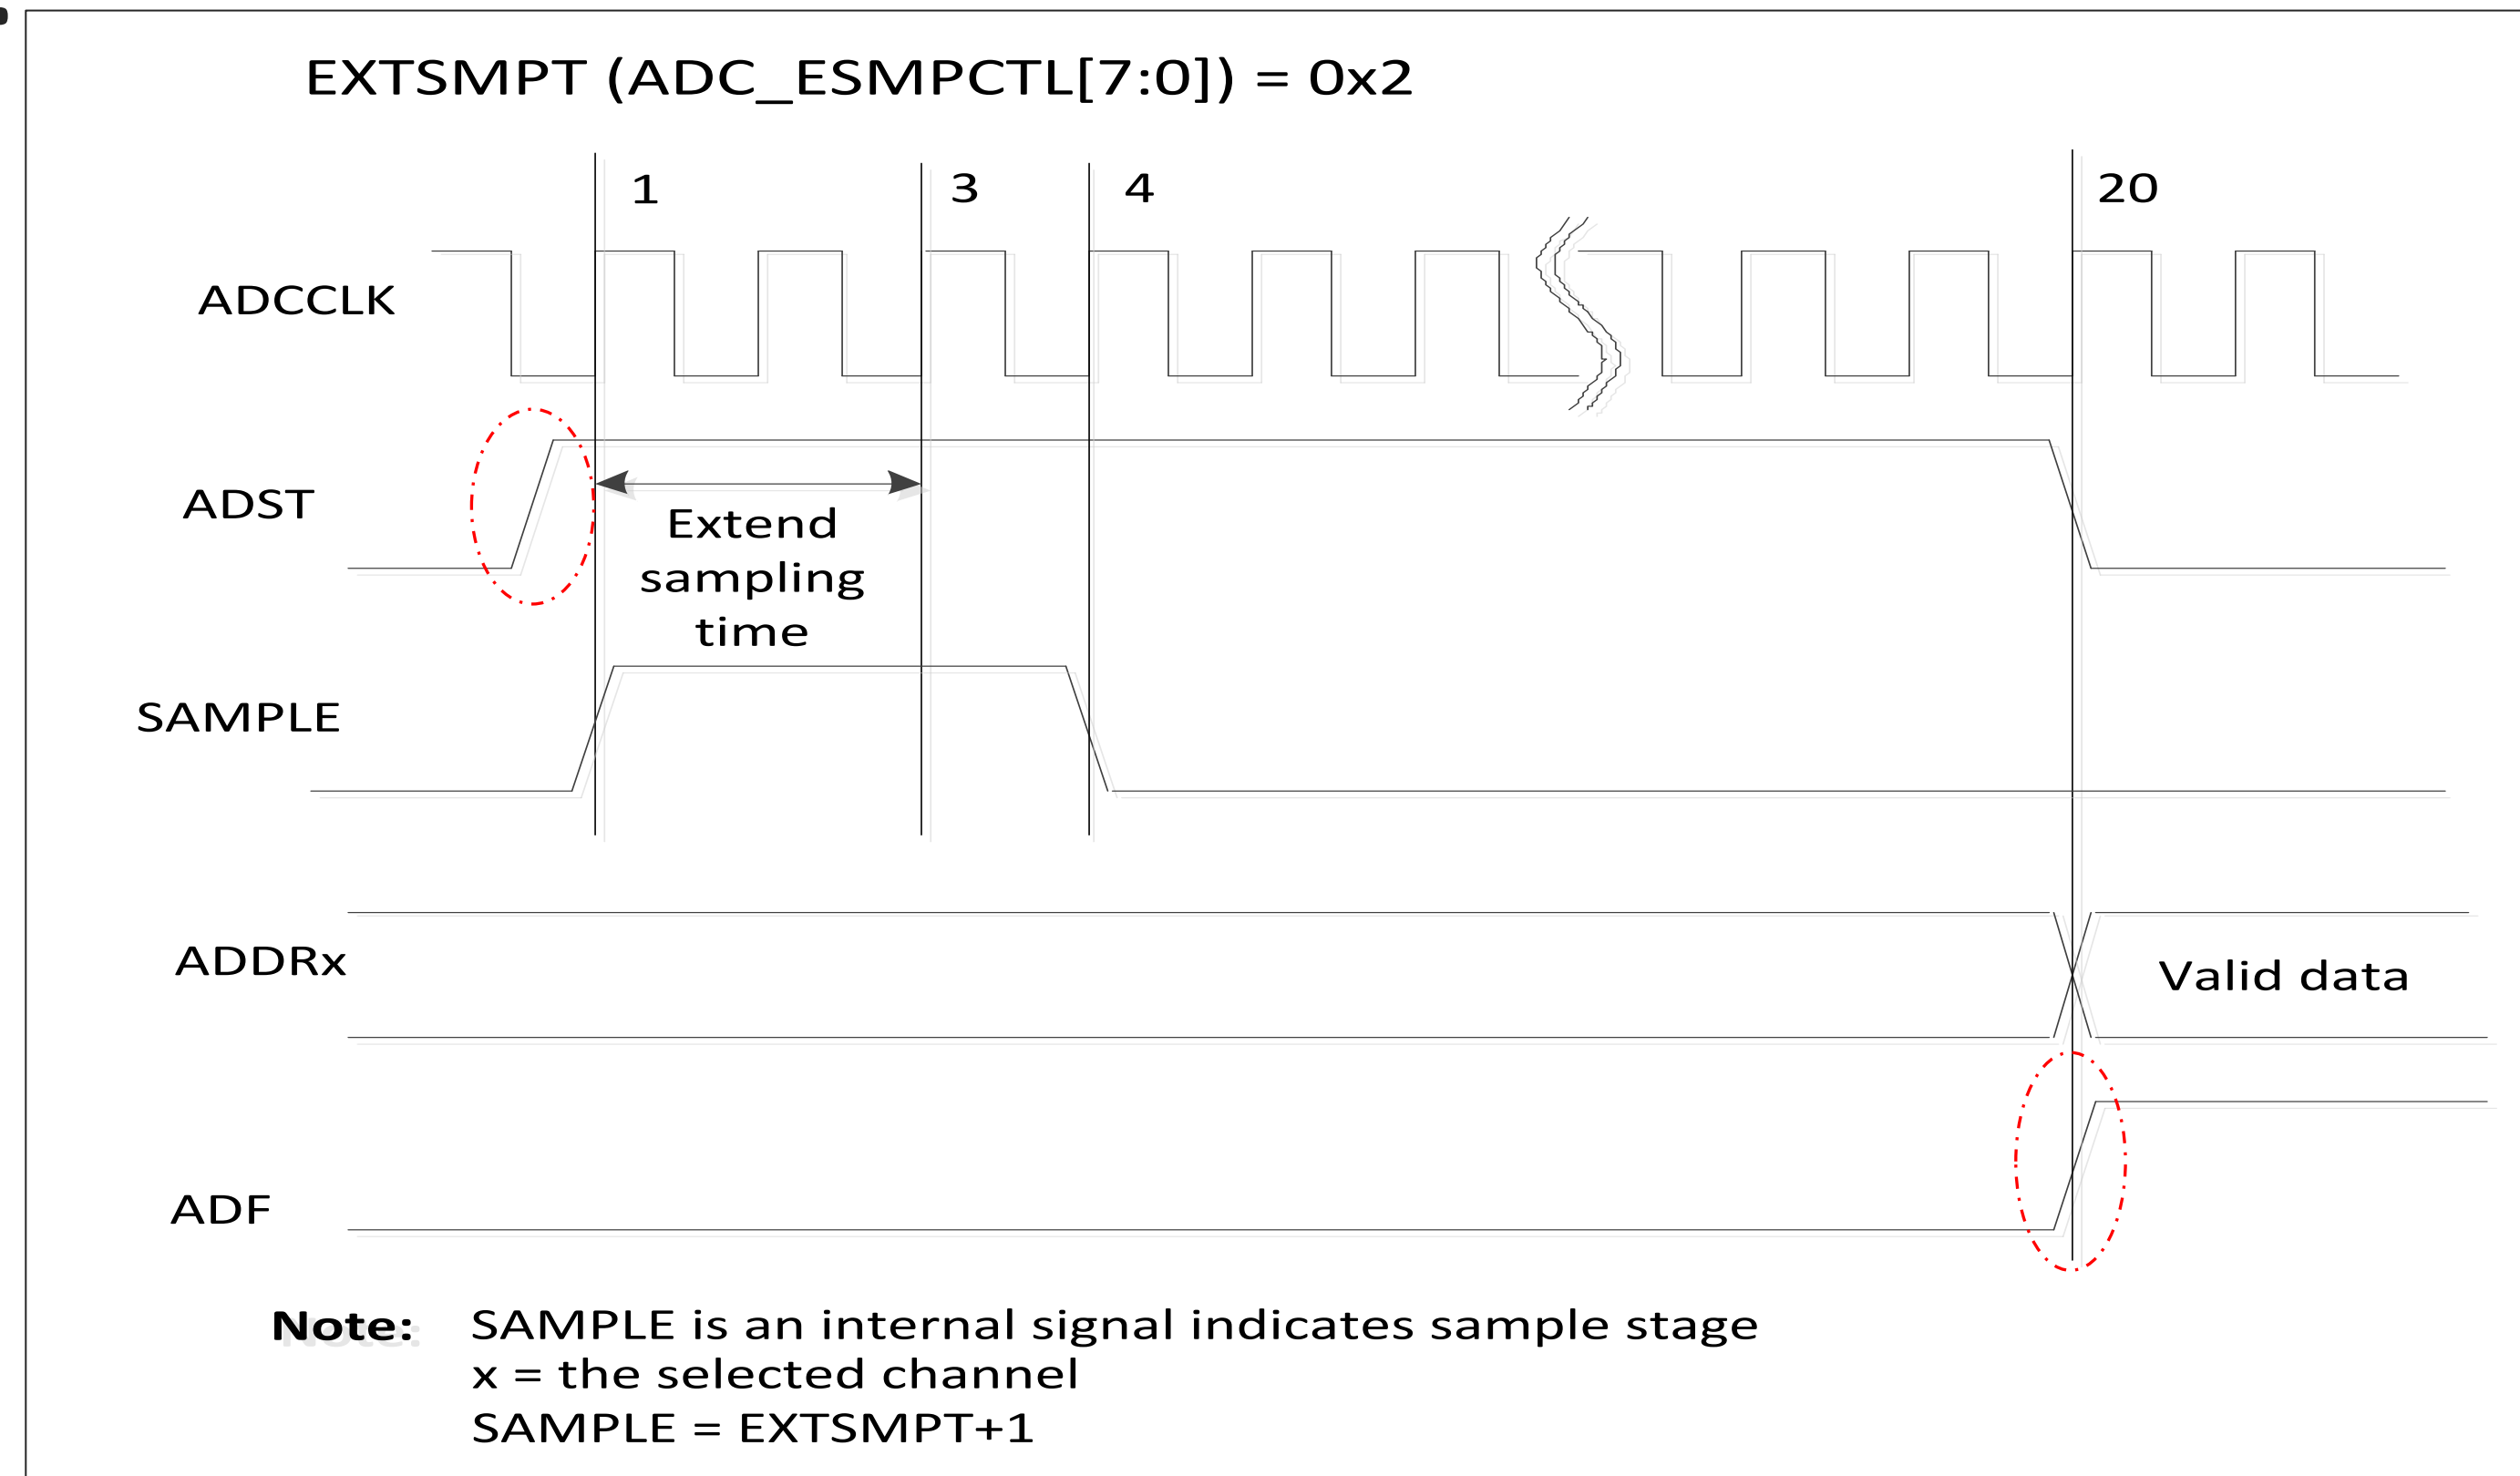 EXTSMPT (ADC_ESMPCTL[7:0]) = 0x2
1
3
4
20
ADCCLK
ADST
Extend
sampling
time
SAMPLE
ADDRx
Valid data
ADF
Note: SAMPLE is an internal signal indicates sample stage
x = the selected channel
SAMPLE = EXTSMPT+1